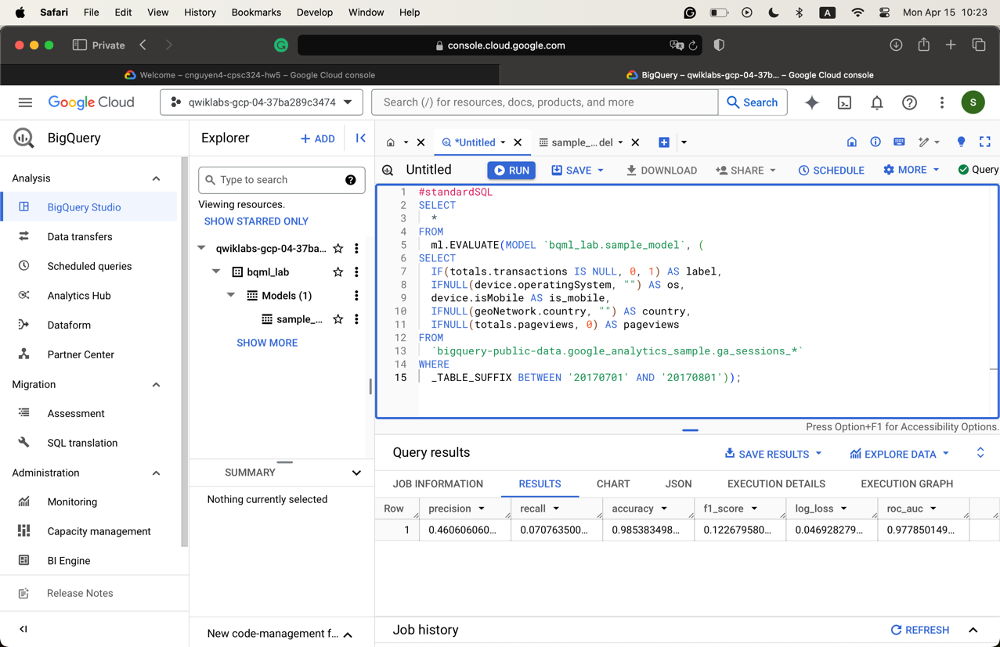 Safari File Edit View History Bookmarks Develop Window Help A Mon Apr 15 10:23
Private console.cloud.google.com
Welcome – cnguyen4-cpsc324-hw5 – Google Cloud console BigQuery – qwiklabs-gcp-04-37b... – Google Cloud console
Google Cloud qwiklabs-gcp-04-37ba289c3474 Search (/) for resources, docs, products, and more Search S
BigQuery
Analysis
BigQuery Studio
Data transfers
Scheduled queries
Analytics Hub
Dataform
Partner Center
Migration
Assessment
SQL translation
Administration
Monitoring
Capacity management
BI Engine
Release Notes
Explorer + ADD
Type to search
Viewing resources.
SHOW STARRED ONLY
qwiklabs-gcp-04-37ba...
bqml_lab
Models (1)
sample_...
SHOW MORE
SUMMARY
Nothing currently selected
New code-management f...
*Untitled sample_...del
Untitled RUN SAVE DOWNLOAD SHARE SCHEDULE MORE Query
1 #standardSQL
2 SELECT
3 *
4 FROM
5 ml.EVALUATE(MODEL `bqml_lab.sample_model`, (
6 SELECT
7 IF(totals.transactions IS NULL, 0, 1) AS label,
8 IFNULL(device.operatingSystem, "") AS os,
9 device.isMobile AS is_mobile,
10 IFNULL(geoNetwork.country, "") AS country,
11 IFNULL(totals.pageviews, 0) AS pageviews
12 FROM
13 `bigquery-public-data.google_analytics_sample.ga_sessions_*`
14 WHERE
15 _TABLE_SUFFIX BETWEEN '20170701' AND '20170801'));
Press Option+F1 for Accessibility Options.
Query results SAVE RESULTS EXPLORE DATA
JOB INFORMATION RESULTS CHART JSON EXECUTION DETAILS EXECUTION GRAPH
Row precision recall accuracy f1_score log_loss roc_auc
1 0.460606060... 0.070763500... 0.985383498... 0.122679580... 0.046928279... 0.977850149...
Job history REFRESH